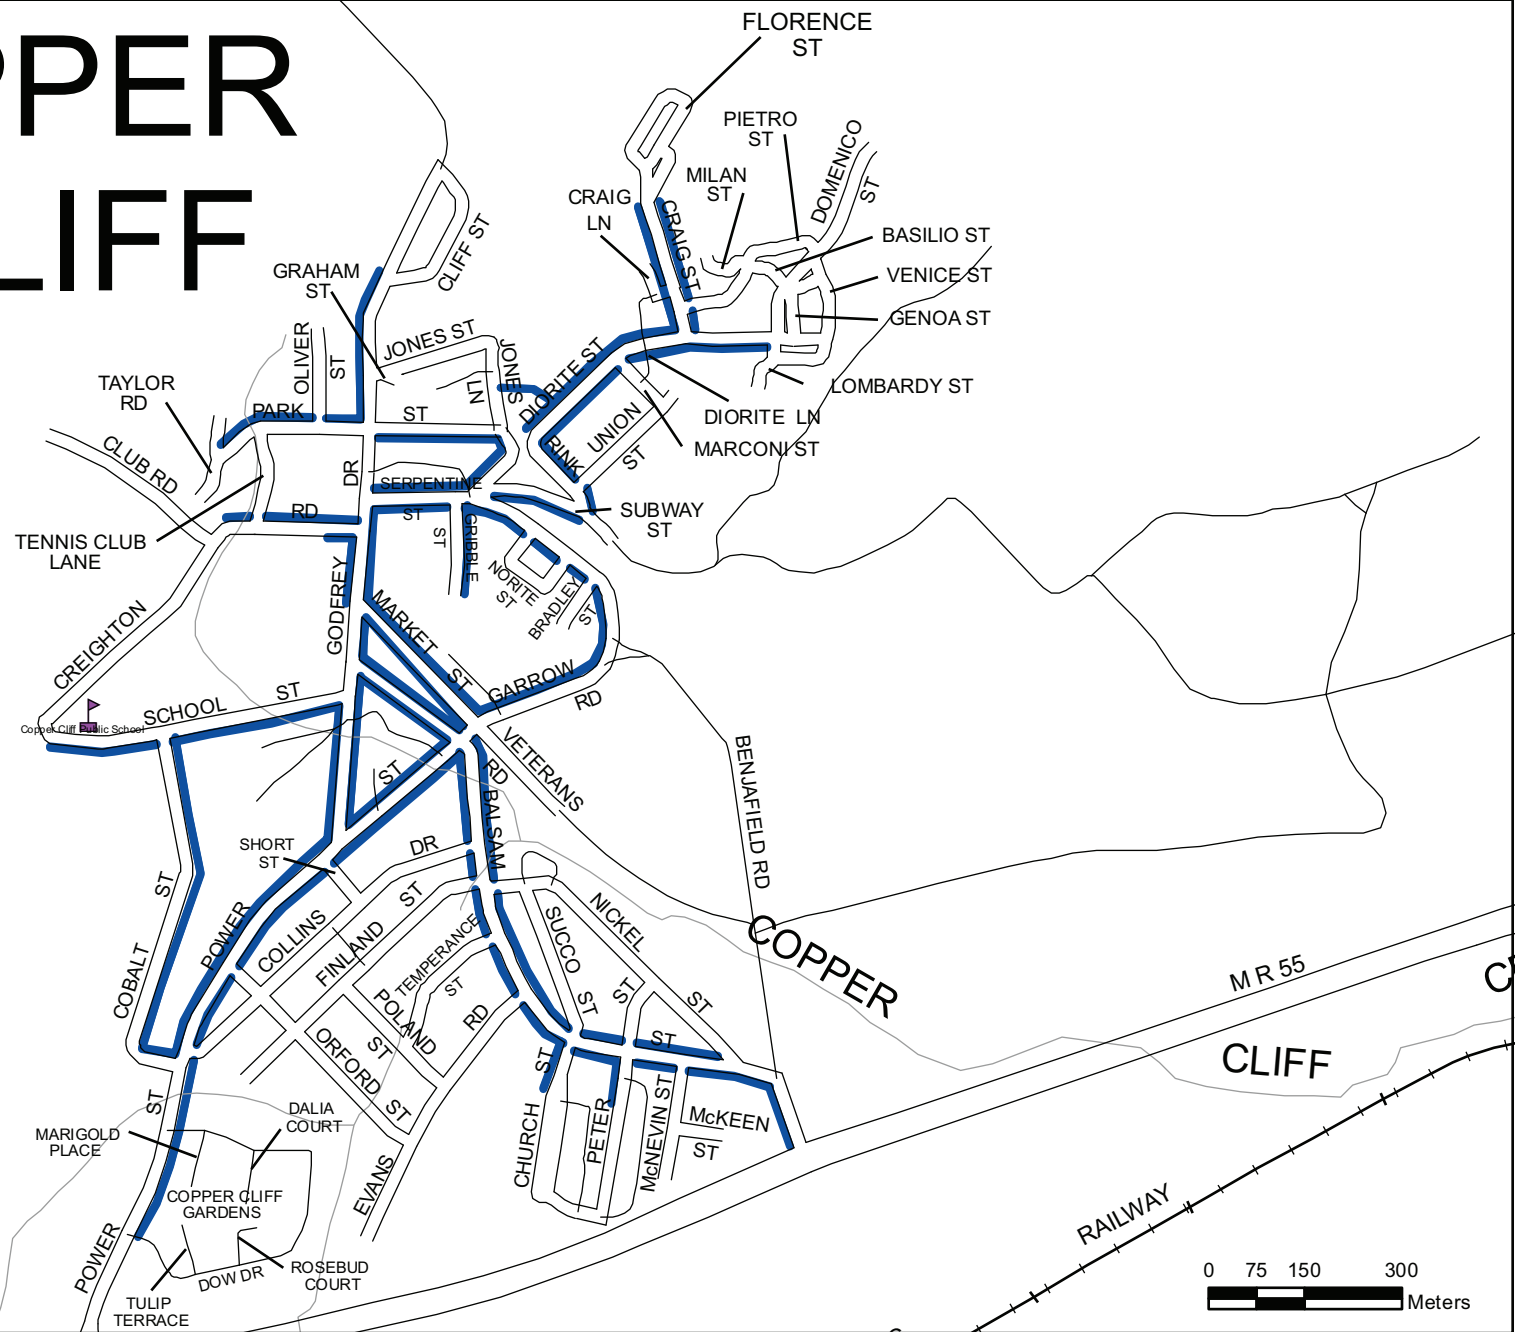 PPER
LIFF
FLORENCE
ST
PIETRO
ST
DOMENICO
ST
MILAN
ST
CRAIG
LN
CRAIG ST
BASILIO ST
VENICE ST
GENOA ST
LOMBARDY ST
DIORITE LN
MARCONI ST
CLIFF ST
GRAHAM
ST
JONES ST
JONES
LN
OLIVER
ST
DIORITE ST
TAYLOR
RD
PARK
ST
UNION
ST
RINK
CLUB RD
DR
SERPENTINE
ST
SUBWAY
ST
RD
TENNIS CLUB
LANE
GRIBBLE
ST
NORITE
ST
BRADLEY
ST
GODFREY
MARKET
ST
CREIGHTON
GARROW
RD
SCHOOL
ST
Copper Cliff Public School
VETERANS
RD
BENJAFIELD RD
ST
BALSAM
SHORT
ST
DR
ST
POWER
COLLINS
FINLAND
ST
TEMPERANCE
ST
SUCCO
ST
NICKEL
ST
COPPER
COBALT
POLAND
ST
RD
ST
M R 55
C
ORFORD
ST
ST
ST
CLIFF
ST
DALIA
COURT
MARIGOLD
PLACE
CHURCH
PETER
McNEVIN ST
McKEEN
ST
EVANS
COPPER CLIFF
GARDENS
RAILWAY
POWER
DOW DR
ROSEBUD
COURT
TULIP
TERRACE
0 75 150 300
Meters